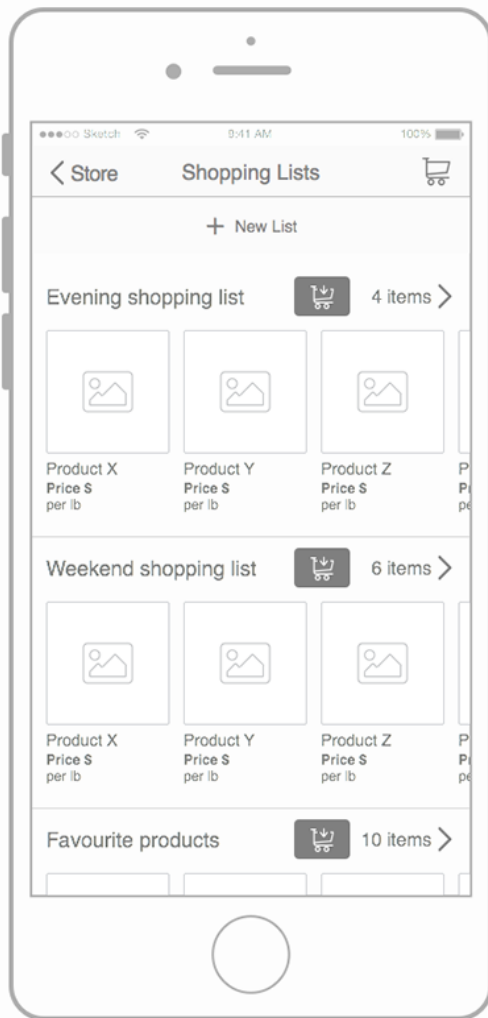 Sketch 9:41 AM 100%
Store Shopping Lists
+ New List
Evening shopping list 4 items
Product X Product Y Product Z P
Price $ Price $ Price $ P
per lb per lb per lb pe
Weekend shopping list 6 items
Product X Product Y Product Z P
Price $ Price $ Price $ P
per lb per lb per lb pe
Favourite products 10 items